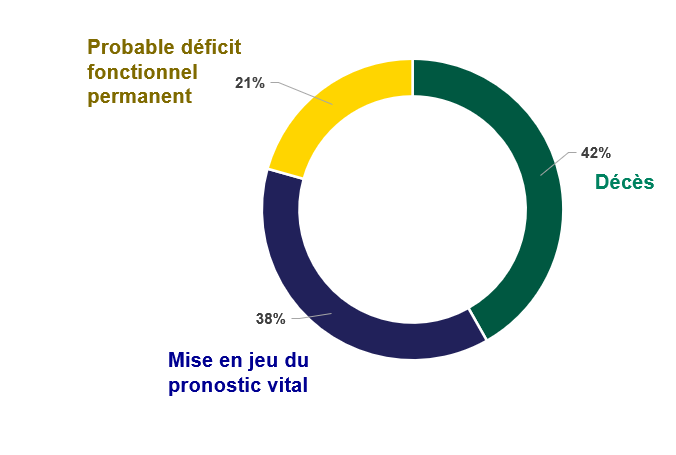 Probable déficit
fonctionnel
permanent
21%
42%
Décès
38%
Mise en jeu du
pronostic vital